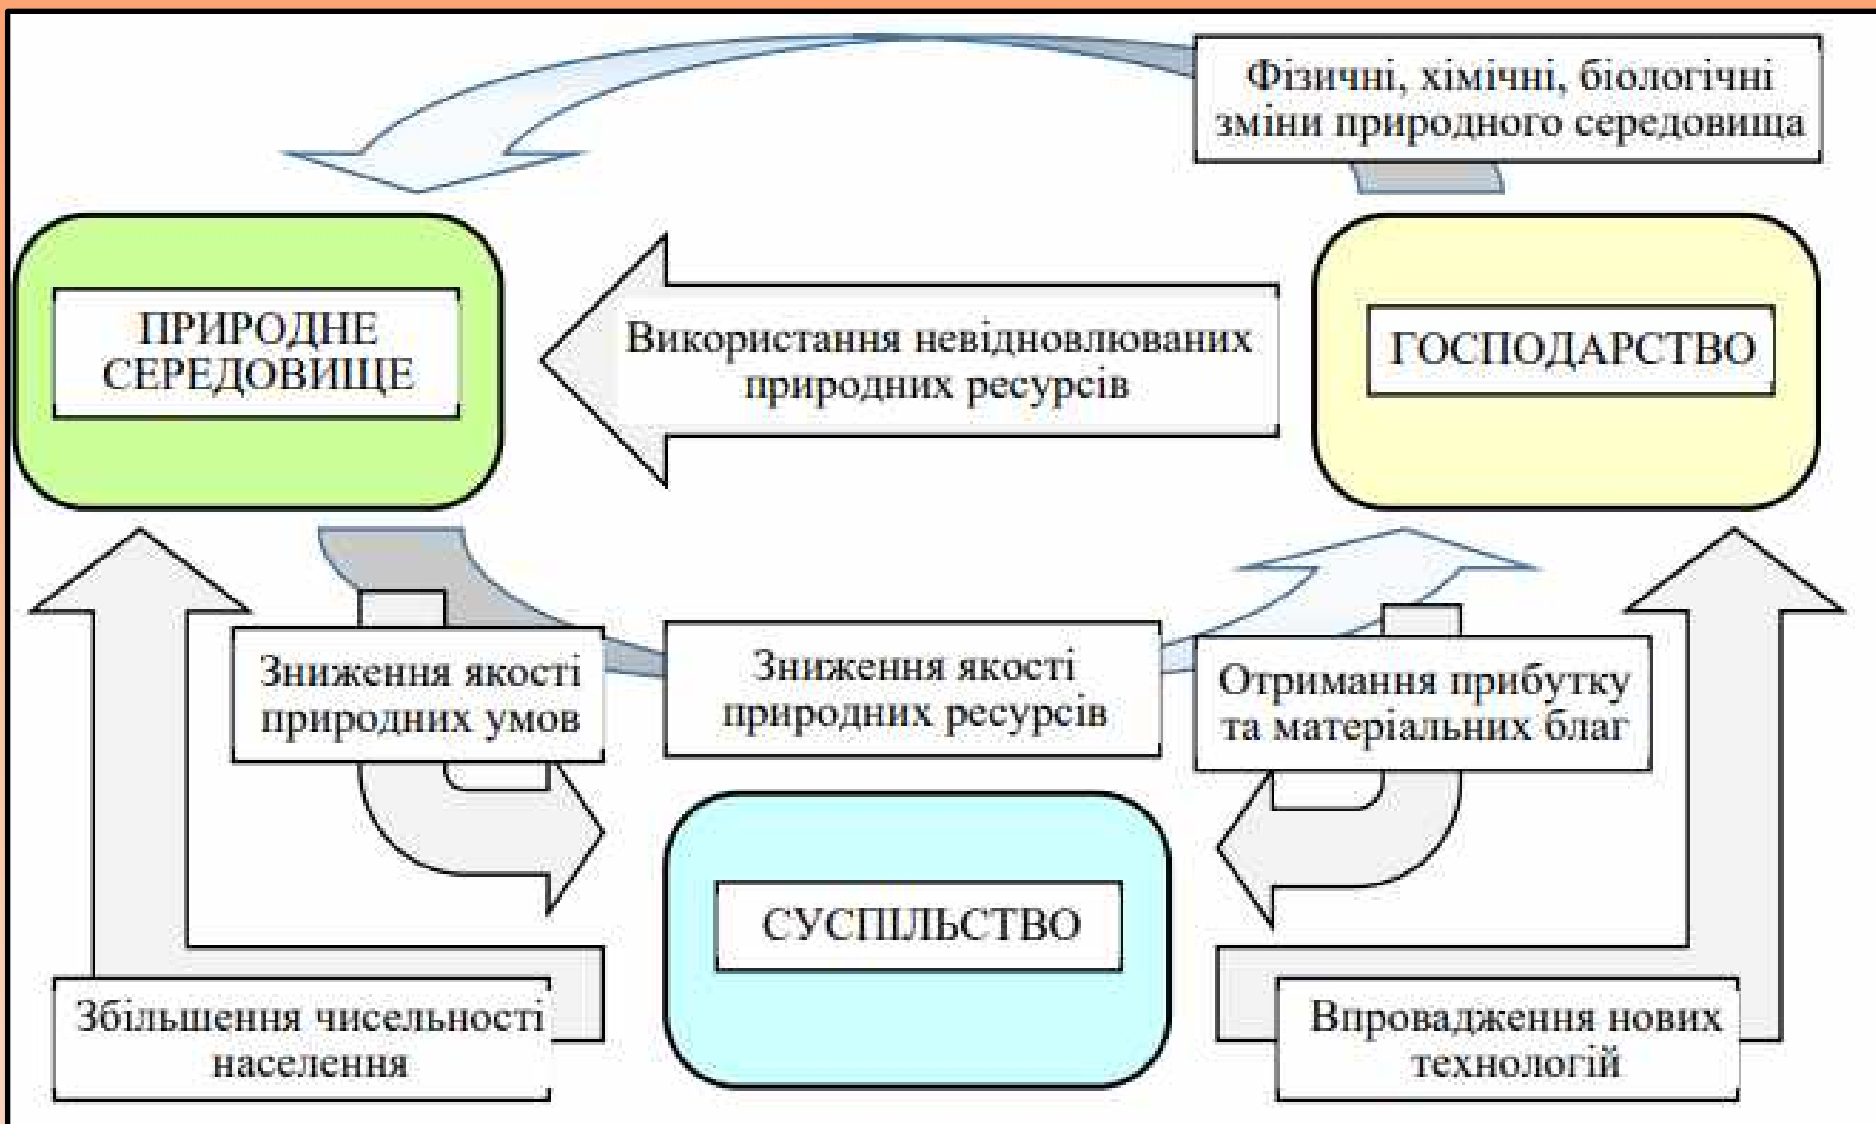 Фізичні, хімічні, біологічні
зміни природного середовища
ПРИРОДНЕ
СЕРЕДОВИЩЕ
Використання невідновлюваних
природних ресурсів
ГОСПОДАРСТВО
Зниження якості
природних умов
Зниження якості
природних ресурсів
Отримання прибутку
та матеріальних благ
СУСПІЛЬСТВО
Збільшення чисельності
населення
Впровадження нових
технологій